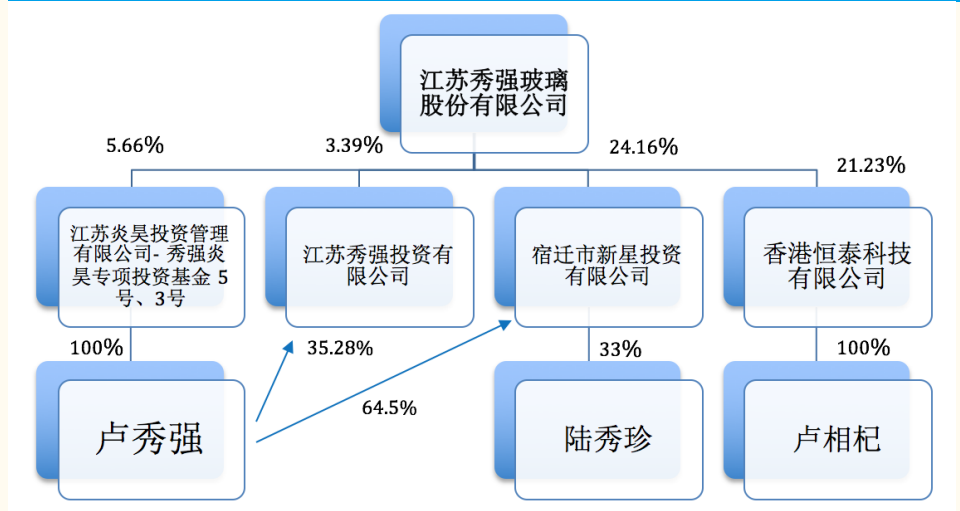 江苏秀强玻璃
股份有限公司
5.66%
3.39%
24.16%
21.23%
江苏炎昊投资管理
有限公司- 秀强炎
昊专项投资基金 5
号、3号
江苏秀强投资有
限公司
宿迁市新星投资
有限公司
香港恒泰科技
有限公司
100%
35.28%
33%
100%
64.5%
卢秀强
陆秀珍
卢相杞